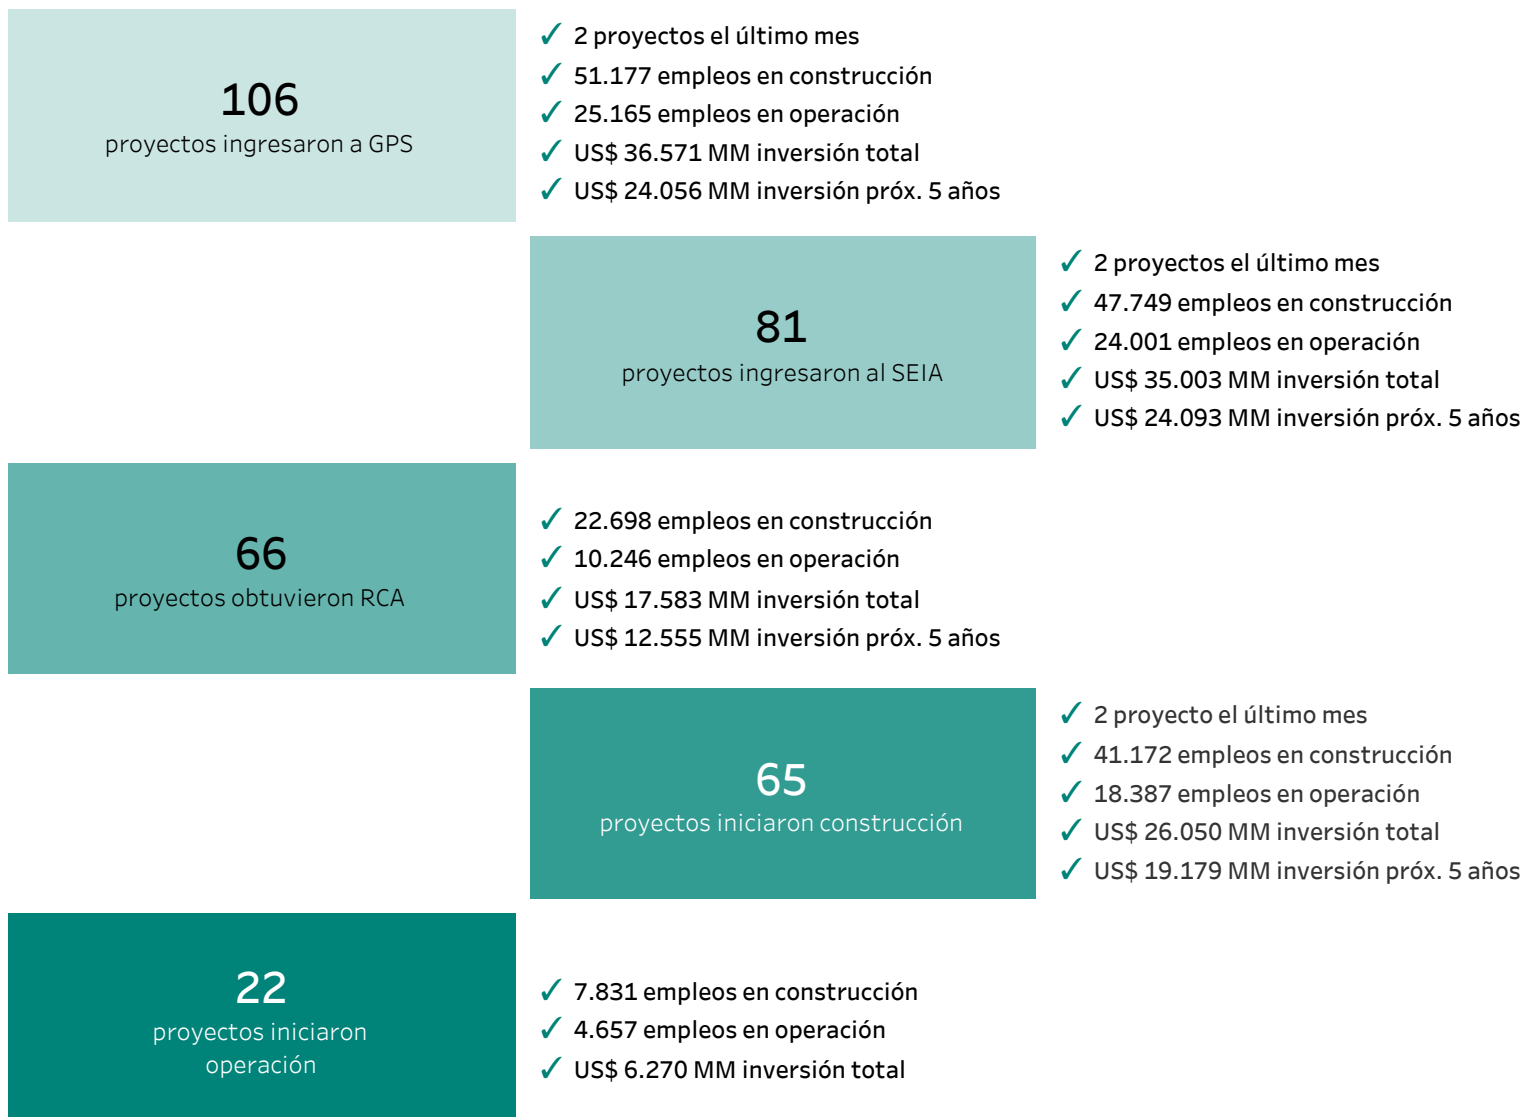 106
proyectos ingresaron a GPS
✓ 2 proyectos el último mes
✓ 51.177 empleos en construcción
✓ 25.165 empleos en operación
✓ US$ 36.571 MM inversión total
✓ US$ 24.056 MM inversión próx. 5 años
81
proyectos ingresaron al SEIA
✓ 2 proyectos el último mes
✓ 47.749 empleos en construcción
✓ 24.001 empleos en operación
✓ US$ 35.003 MM inversión total
✓ US$ 24.093 MM inversión próx. 5 años
66
proyectos obtuvieron RCA
✓ 22.698 empleos en construcción
✓ 10.246 empleos en operación
✓ US$ 17.583 MM inversión total
✓ US$ 12.555 MM inversión próx. 5 años
65
proyectos iniciaron construcción
✓ 2 proyecto el último mes
✓ 41.172 empleos en construcción
✓ 18.387 empleos en operación
✓ US$ 26.050 MM inversión total
✓ US$ 19.179 MM inversión próx. 5 años
22
proyectos iniciaron
operación
✓ 7.831 empleos en construcción
✓ 4.657 empleos en operación
✓ US$ 6.270 MM inversión total